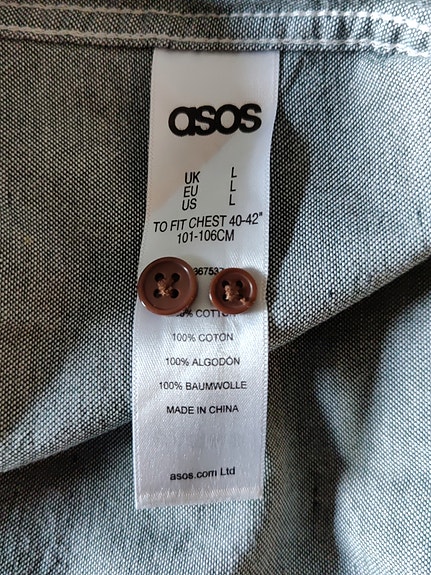 asos
UK L
EU L
US L
TO FIT CHEST 40-42"
101-106CM
100% COTON
100% ALGODÓN
100% BAUMWOLLE
MADE IN CHINA
asos.com Ltd